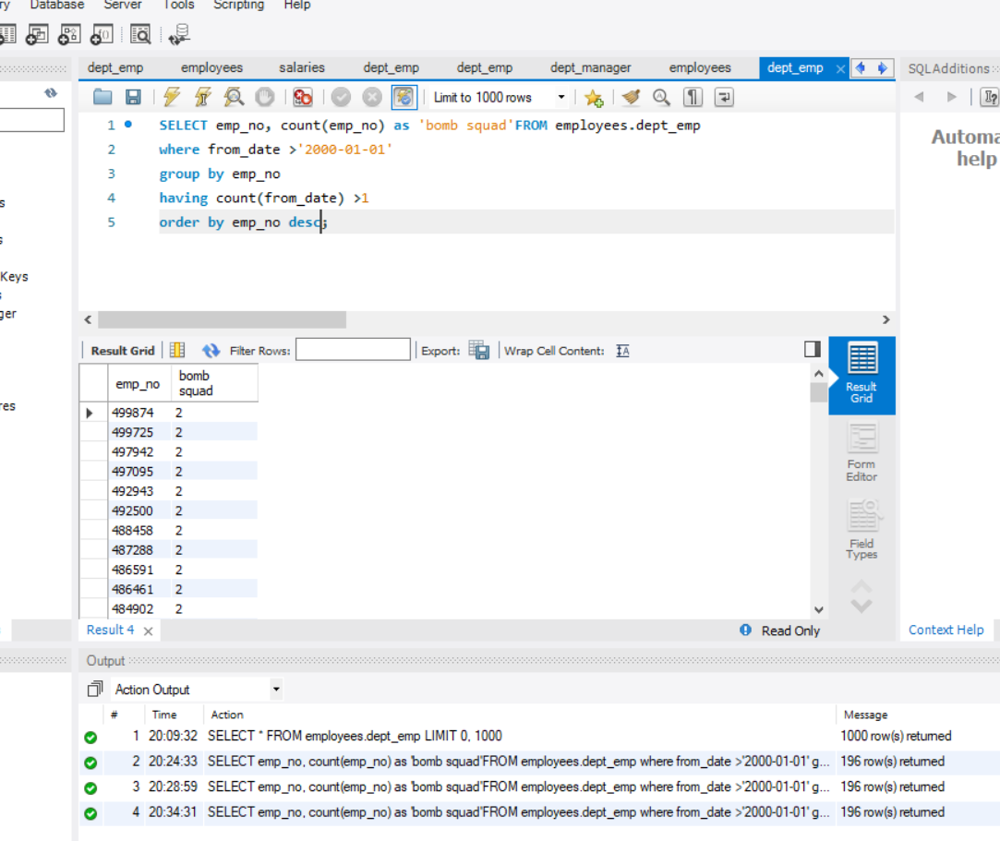 ry Database Server Tools Scripting Help
dept_emp employees salaries dept_emp dept_emp dept_manager employees dept_emp SQLAdditions
Limit to 1000 rows
1 SELECT emp_no, count(emp_no) as 'bomb squad'FROM employees.dept_emp
2 where from_date >'2000-01-01'
3 group by emp_no
4 having count(from_date) >1
5 order by emp_no desc;
Automa
help
s
s
Keys
s
ger
res
Result Grid Filter Rows: Export: Wrap Cell Content:
emp_no bomb squad
499874 2
499725 2
497942 2
497095 2
492943 2
492500 2
488458 2
487288 2
486591 2
486461 2
484902 2
Result
Grid
Form
Editor
Field
Types
Result 4 Read Only Context Help
Output
Action Output
# Time Action Message
1 20:09:32 SELECT * FROM employees.dept_emp LIMIT 0, 1000 1000 row(s) returned
2 20:24:33 SELECT emp_no, count(emp_no) as 'bomb squad'FROM employees.dept_emp where from_date >'2000-01-01' g... 196 row(s) returned
3 20:28:59 SELECT emp_no, count(emp_no) as 'bomb squad'FROM employees.dept_emp where from_date >'2000-01-01' g... 196 row(s) returned
4 20:34:31 SELECT emp_no, count(emp_no) as 'bomb squad'FROM employees.dept_emp where from_date >'2000-01-01' g... 196 row(s) returned